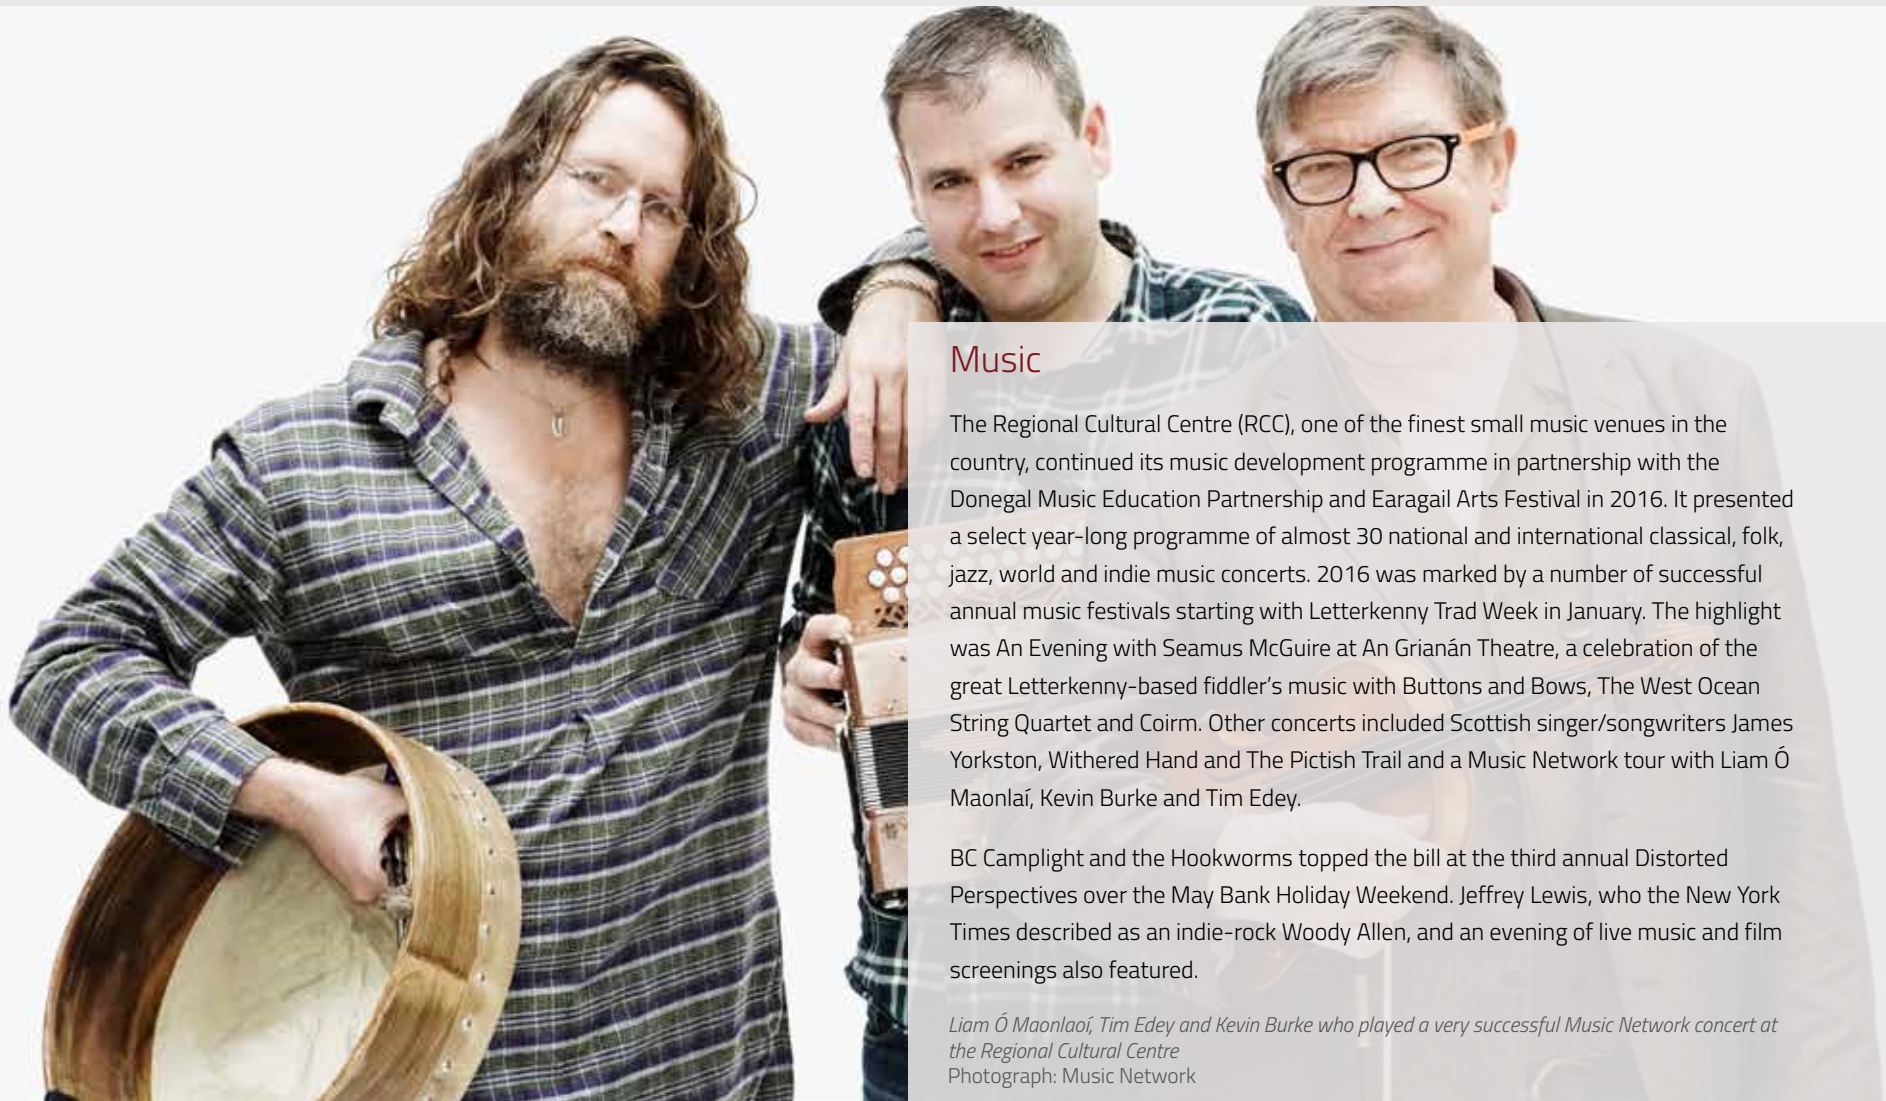 Music
The Regional Cultural Centre (RCC), one of the finest small music venues in the
country, continued its music development programme in partnership with the
Donegal Music Education Partnership and Earagail Arts Festival in 2016. It presented
a select year-long programme of almost 30 national and international classical, folk,
jazz, world and indie music concerts. 2016 was marked by a number of successful
annual music festivals starting with Letterkenny Trad Week in January. The highlight
was An Evening with Seamus McGuire at An Grianán Theatre, a celebration of the
great Letterkenny-based fiddler’s music with Buttons and Bows, The West Ocean
String Quartet and Coirm. Other concerts included Scottish singer/songwriters James
Yorkston, Withered Hand and The Pictish Trail and a Music Network tour with Liam Ó
Maonlaí, Kevin Burke and Tim Edey.
BC Camplight and the Hookworms topped the bill at the third annual Distorted
Perspectives over the May Bank Holiday Weekend. Jeffrey Lewis, who the New York
Times described as an indie-rock Woody Allen, and an evening of live music and film
screenings also featured.
Liam Ó Maonlaoí, Tim Edey and Kevin Burke who played a very successful Music Network concert at
the Regional Cultural Centre
Photograph: Music Network